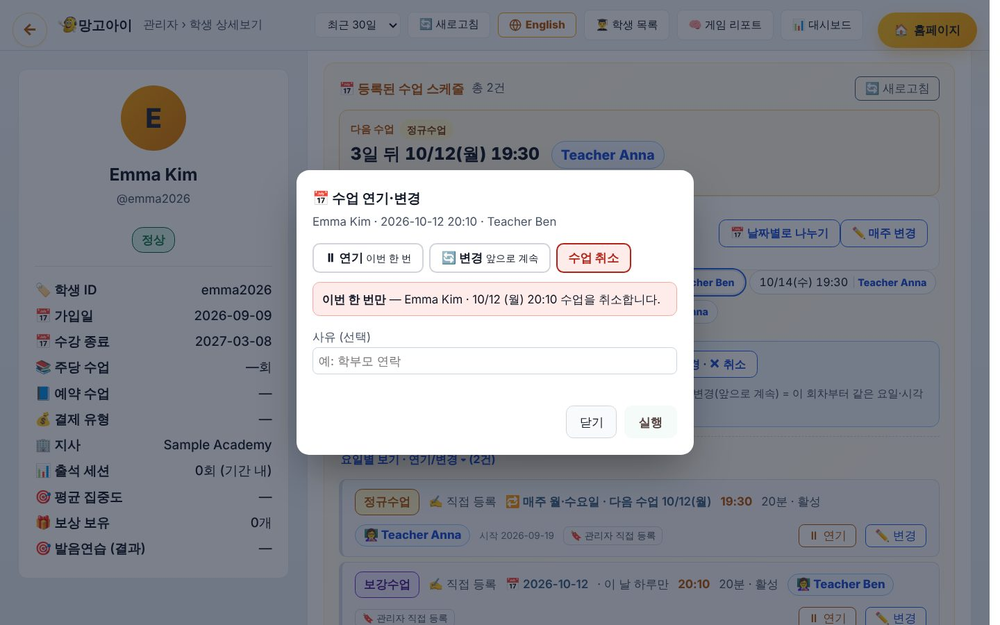 망고아이 관리자 › 학생 상세보기 최근 30일 🔄 새로고침 English 👨‍🎓 학생 목록 🧠 게임 리포트 📊 대시보드 🏠 홈페이지
E
Emma Kim
@emma2026
정상
🏷️ 학생 ID emma2026
📅 가입일 2026-09-09
📅 수강 종료 2027-03-08
📚 주당 수업 —회
📘 예약 수업 —
💰 결제 유형 —
🏢 지사 Sample Academy
📊 출석 세션 0회 (기간 내)
🎯 평균 집중도 —
🎁 보상 보유 0개
🎯 발음연습 (결과) —
📅 등록된 수업 스케줄 총 2건 🔄 새로고침
다음 수업 정규수업
3일 뒤 10/12(월) 19:30 Teacher Anna
📅 날짜별로 나누기 ✏️ 매주 변경
Ben 10/14(수) 19:30 Teacher Anna
· ❌ 취소
변경(앞으로 계속) = 이 회차부터 같은 요일·시각
📅 수업 연기·변경
Emma Kim · 2026-10-12 20:10 · Teacher Ben
⏸ 연기 이번 한 번 🔄 변경 앞으로 계속 수업 취소
이번 한 번만 — Emma Kim · 10/12 (월) 20:10 수업을 취소합니다.
사유 (선택)
예: 학부모 연락
닫기 실행
요일별 보기 · 연기/변경 ▾ (2건)
정규수업 ✍️ 직접 등록 🔁 매주 월·수요일 · 다음 수업 10/12(월) 19:30 20분 · 활성
👩‍🏫 Teacher Anna 시작 2026-09-19 🔖 관리자 직접 등록 ⏸ 연기 ✏️ 변경
보강수업 ✍️ 직접 등록 📅 2026-10-12 · 이 날 하루만 20:10 20분 · 활성 👩‍🏫 Teacher Ben
🔖 관리자 직접 등록 ⏸ 연기 ✏️ 변경